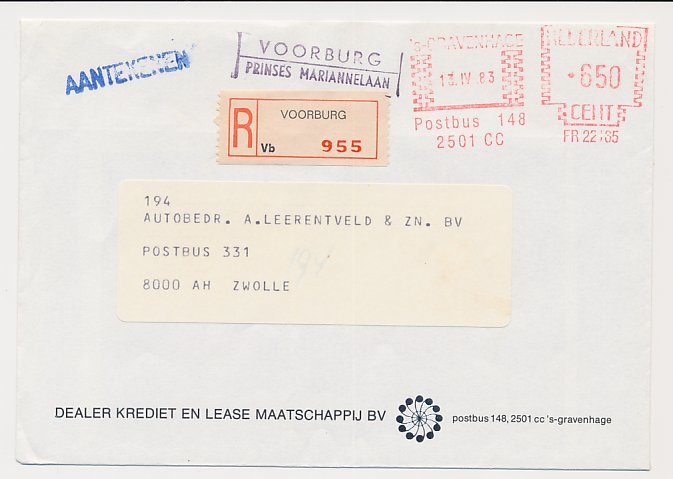 AANTEKENEN
VOORBURG
PRINSES MARIANNELAAN
'S-GRAVENHAGE
13.IV.83
Postbus 148
2501 CC
NEDERLAND
650
CENT
FR 22185
R
VOORBURG
Vb 955
194
AUTOBEDR. A.LEERENTVELD & ZN. BV
POSTBUS 331
194
8000 AH ZWOLLE
DEALER KREDIET EN LEASE MAATSCHAPPIJ BV
postbus 148, 2501 cc 's-gravenhage